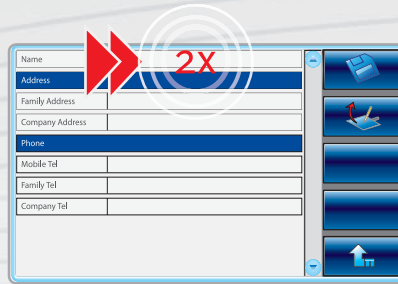 Name
2X
Address
Family Address
Company Address
Phone
Mobile Tel
Family Tel
Company Tel